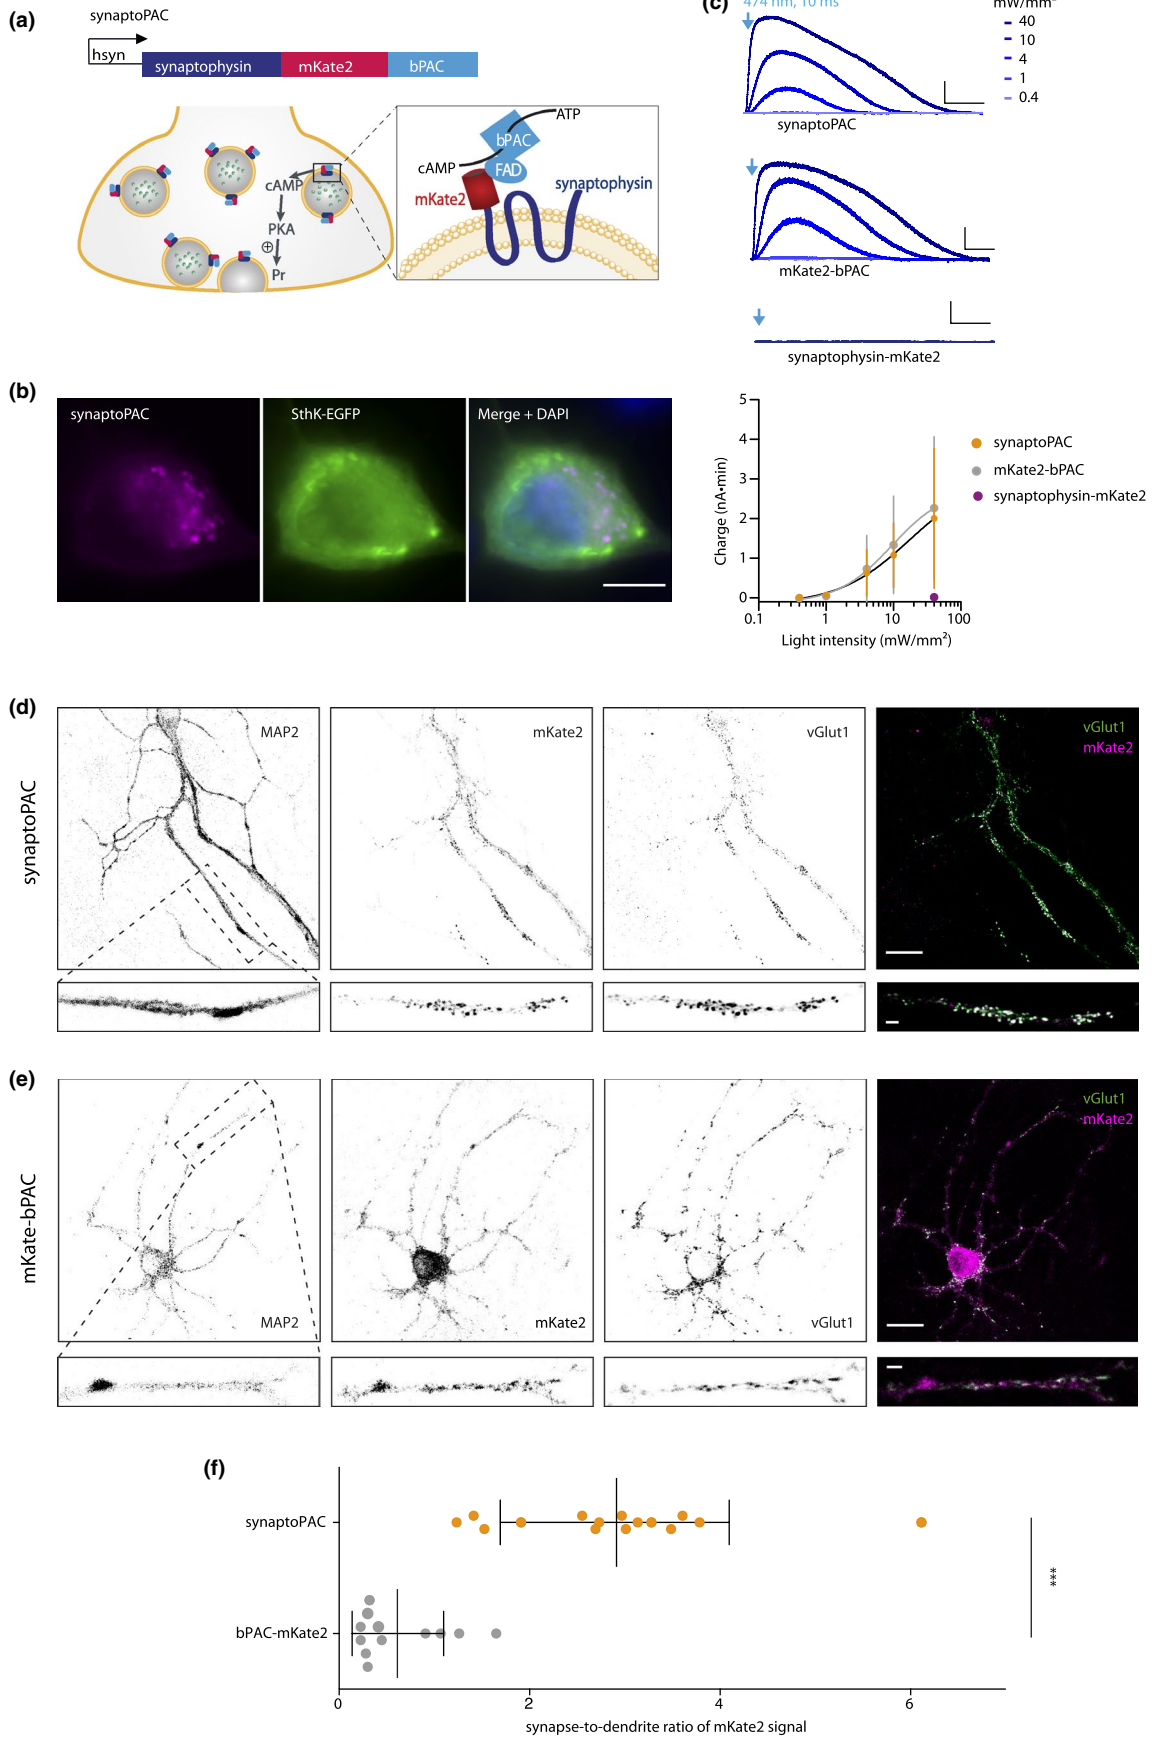 (a)
synaptoPAC
hsyn
synaptophysin mKate2 bPAC
ATP
bPAC
cAMP
FAD
mKate2
synaptophysin
cAMP
PKA
⊕
Pr
(c)
474 nm, 10 ms
mW/mm²
40
10
4
1
0.4
synaptoPAC
mKate2-bPAC
synaptophysin-mKate2
(b)
synaptoPAC
SthK-EGFP
Merge + DAPI
5
4
3
2
1
0
Charge (nA•min)
0.1 1 10 100
Light intensity (mW/mm²)
synaptoPAC
mKate2-bPAC
synaptophysin-mKate2
(d)
synaptoPAC
MAP2
mKate2
vGlut1
vGlut1
mKate2
(e)
mKate-bPAC
MAP2
mKate2
vGlut1
vGlut1
mKate2
(f)
synaptoPAC
bPAC-mKate2
***
0 2 4 6
synapse-to-dendrite ratio of mKate2 signal